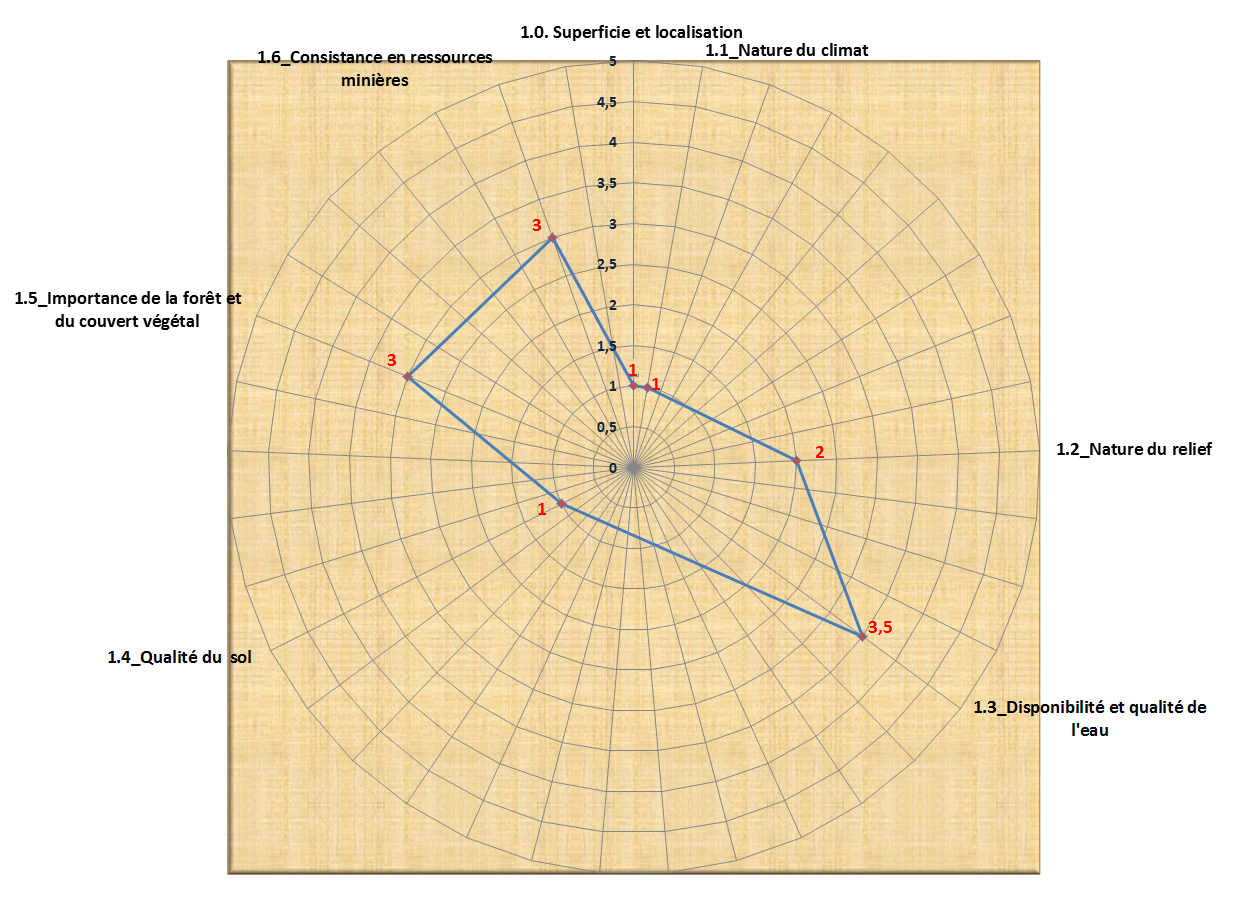 1.0. Superficie et localisation
1.1_Nature du climat
1.6_Consistance en ressources
minières
5
4,5
4
3,5
3
3
2,5
1.5_Importance de la forêt et
du couvert végétal
2
1,5
3
1
1
1
0,5
2
1.2_Nature du relief
0
1
3,5
1.4_Qualité du sol
1.3_Disponibilité et qualité de
l'eau